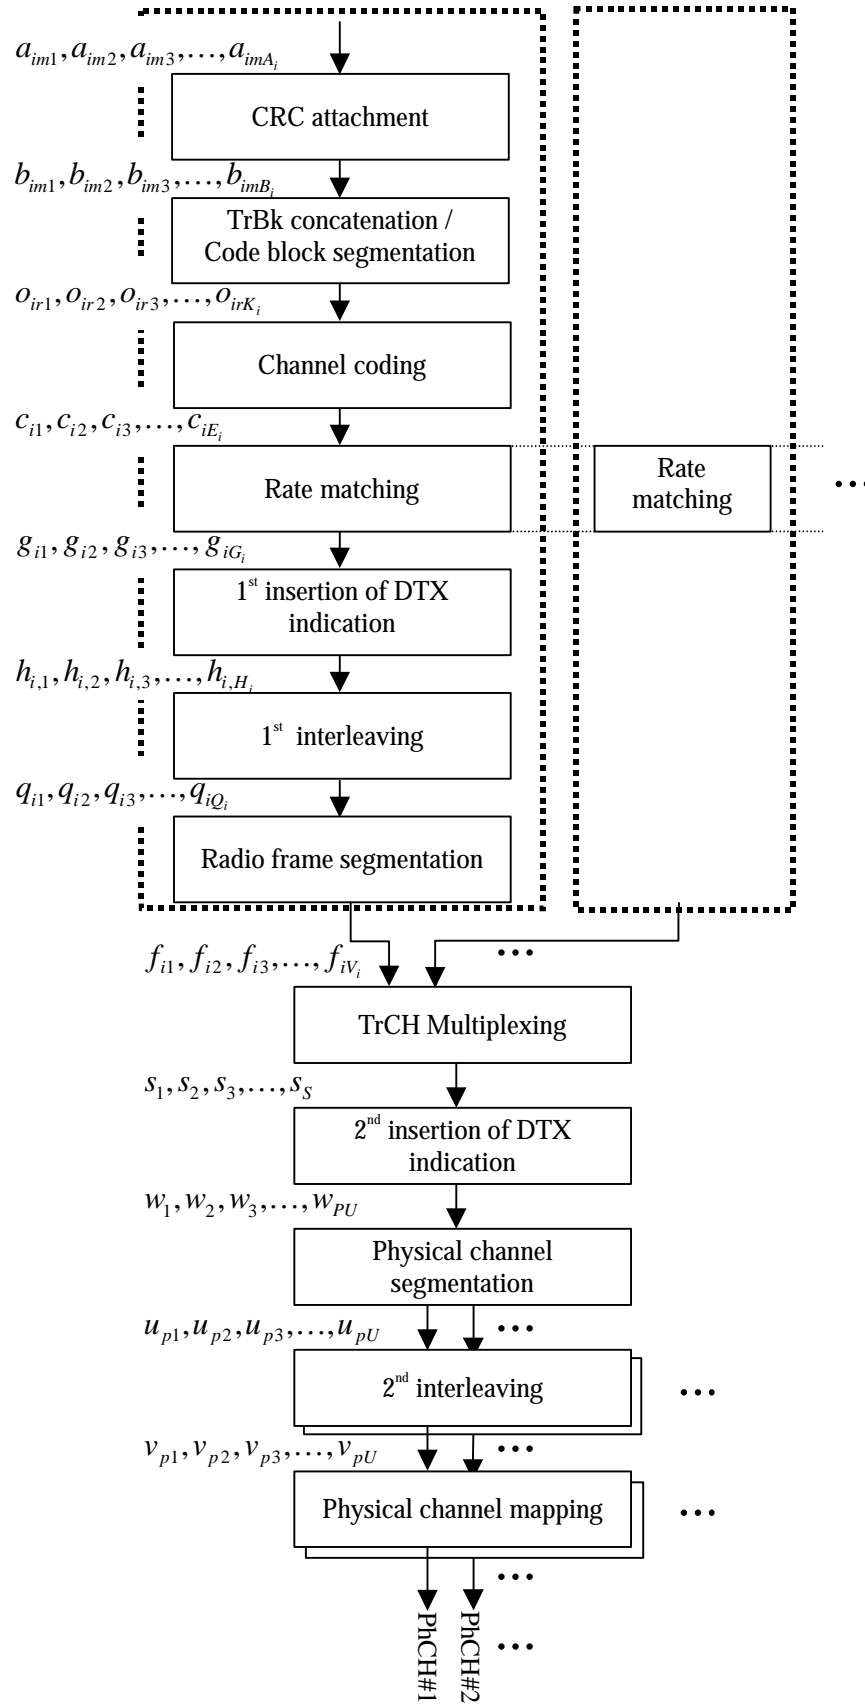 a_{im1}, a_{im2}, a_{im3}, …, a_{imA_i}
CRC attachment
b_{im1}, b_{im2}, b_{im3}, …, b_{imB_i}
TrBk concatenation /
Code block segmentation
o_{ir1}, o_{ir2}, o_{ir3}, …, o_{irK_i}
Channel coding
c_{i1}, c_{i2}, c_{i3}, …, c_{iE_i}
Rate matching
Rate
matching
…
g_{i1}, g_{i2}, g_{i3}, …, g_{iG_i}
1st insertion of DTX
indication
h_{i,1}, h_{i,2}, h_{i,3}, …, h_{i,H_i}
1st interleaving
q_{i1}, q_{i2}, q_{i3}, …, q_{iQ_i}
Radio frame segmentation
f_{i1}, f_{i2}, f_{i3}, …, f_{iV_i}
…
TrCH Multiplexing
s_1, s_2, s_3, …, s_S
2nd insertion of DTX
indication
w_1, w_2, w_3, …, w_{PU}
Physical channel
segmentation
u_{p1}, u_{p2}, u_{p3}, …, u_{pU}
…
2nd interleaving
…
v_{p1}, v_{p2}, v_{p3}, …, v_{pU}
…
Physical channel mapping
…
…
PhCH#1
PhCH#2
…